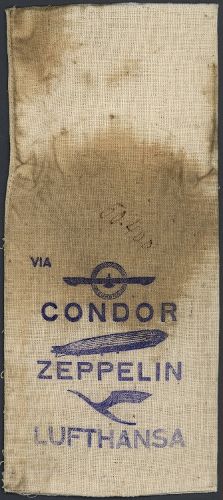 VIA
CONDOR
ZEPPELIN
LUFTHANSA